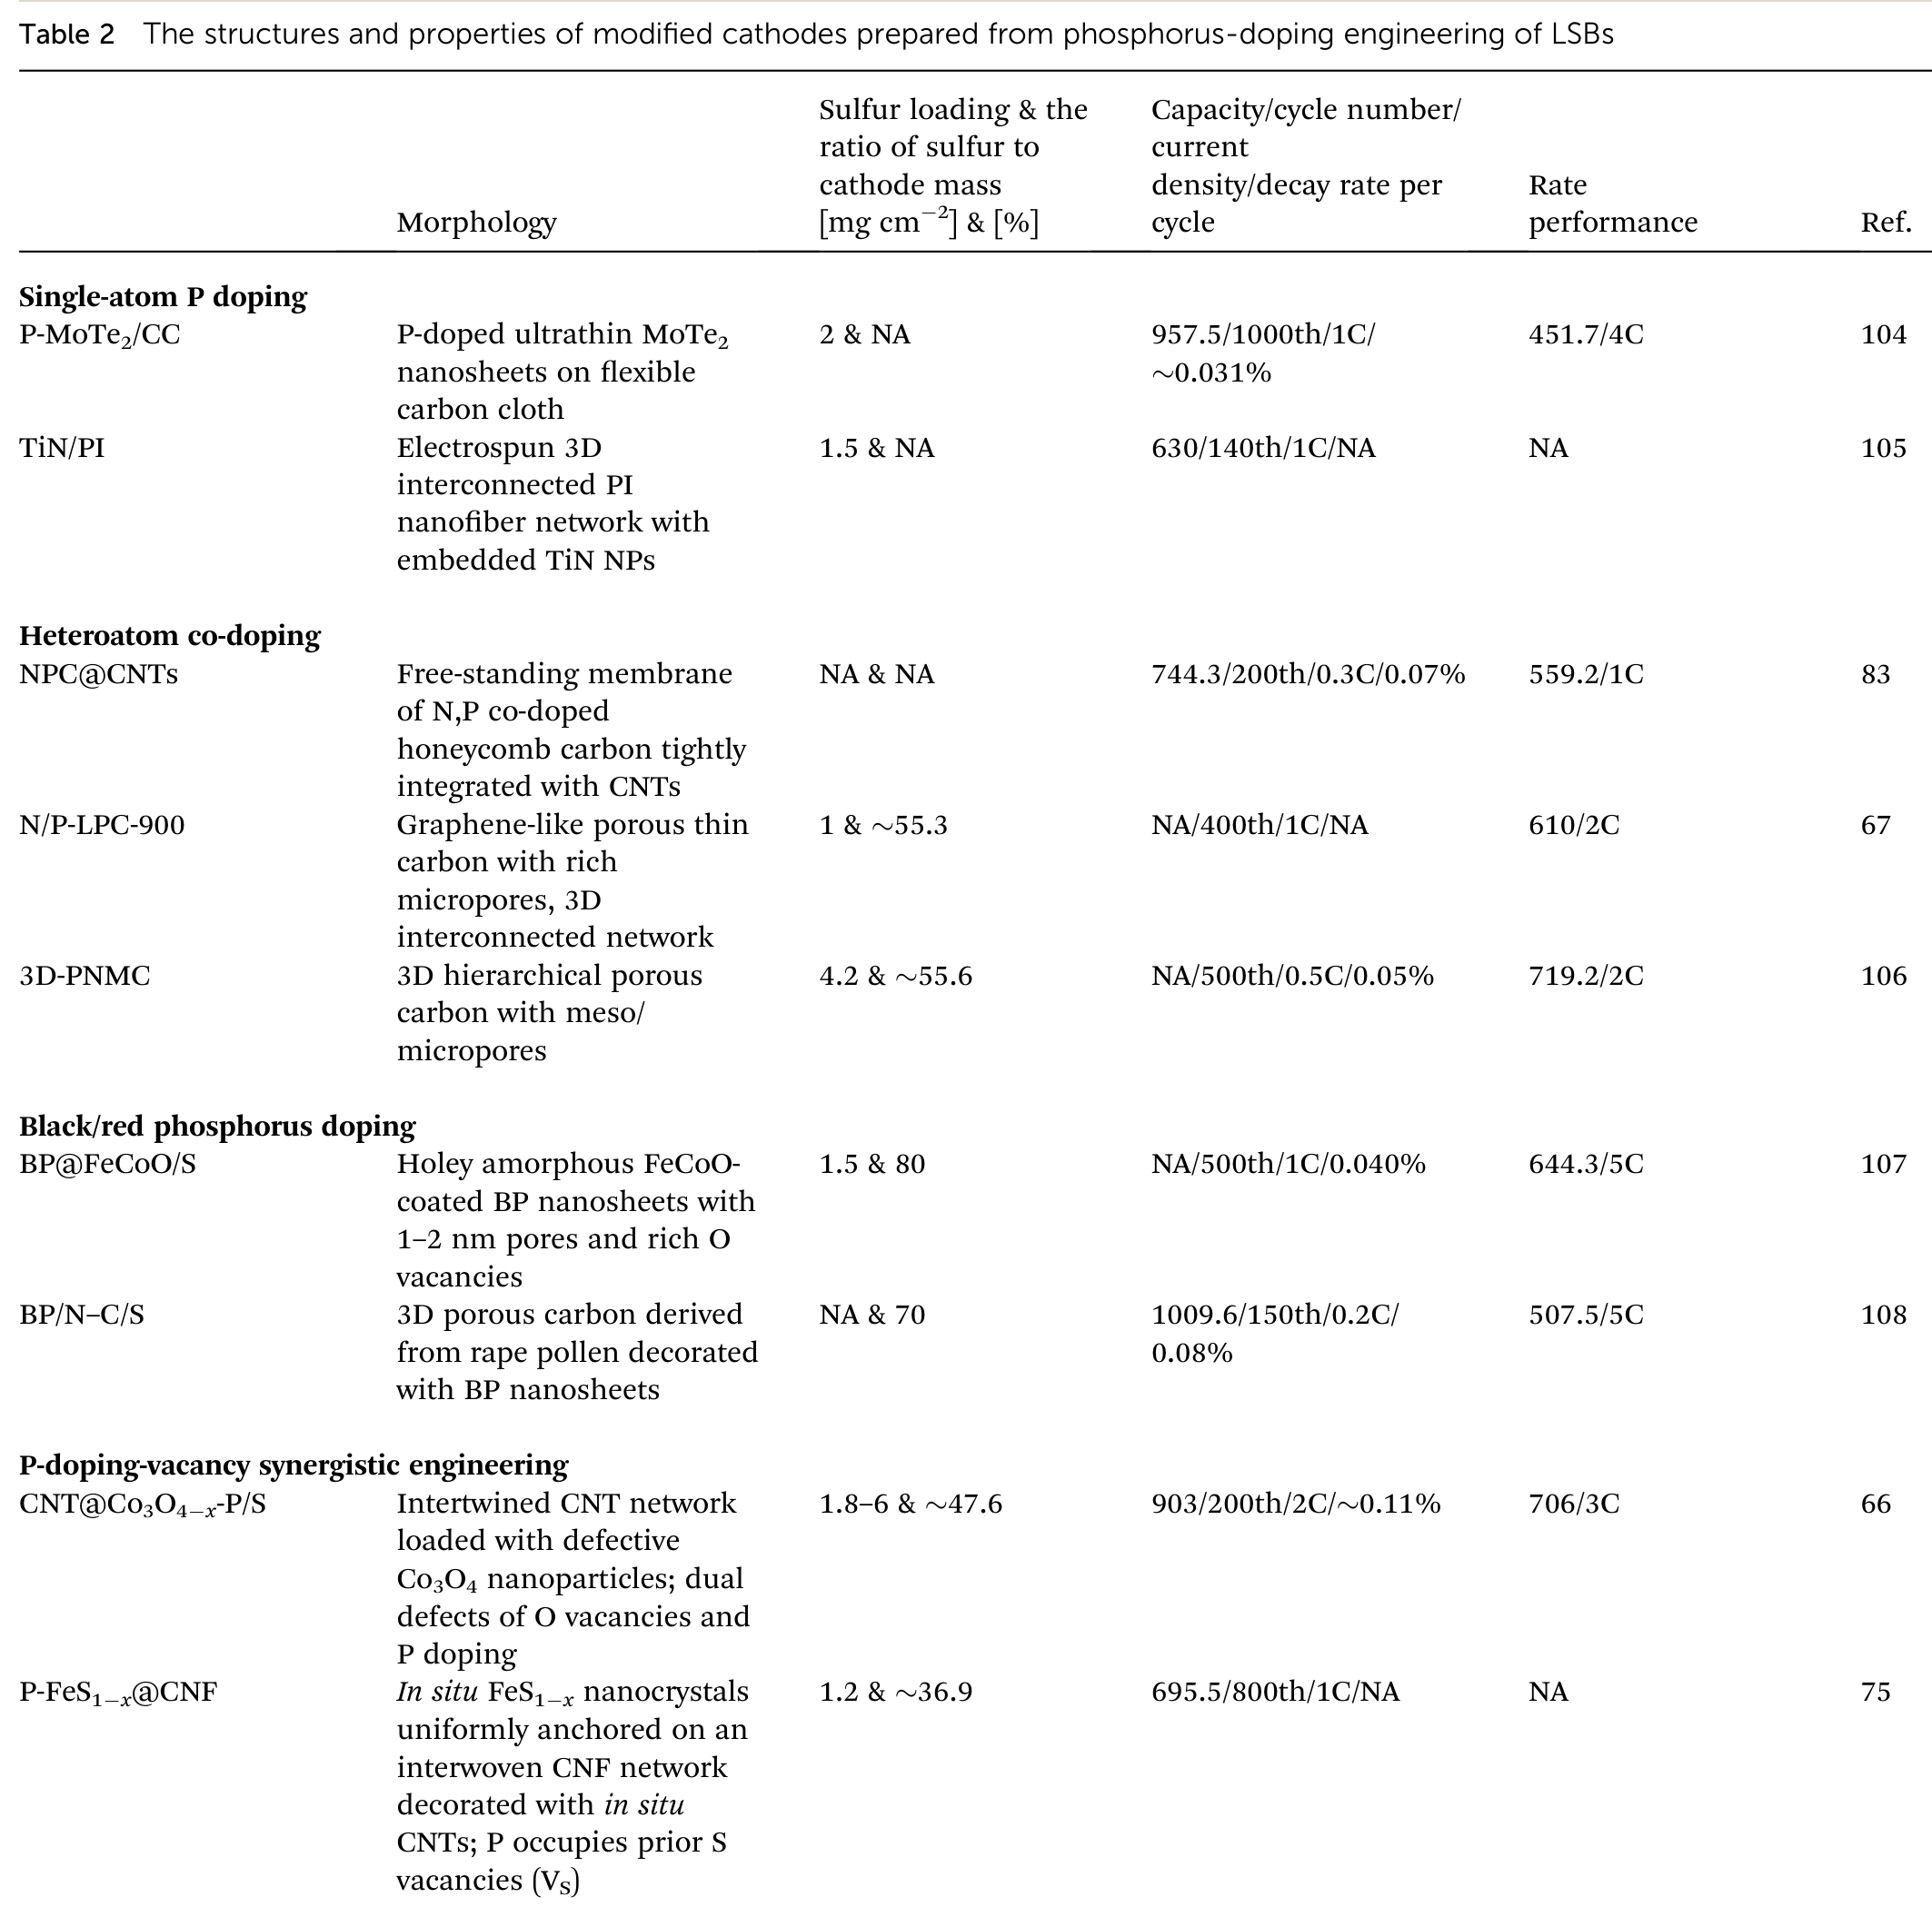 Table 2 The structures and properties of modified cathodes prepared from phosphorus-doping engineering of LSBs
Morphology
Sulfur loading & the
ratio of sulfur to
cathode mass
[mg cm⁻²] & [%]
Capacity/cycle number/
current
density/decay rate per
cycle
Rate
performance
Ref.
Single-atom P doping
P-MoTe₂/CC
P-doped ultrathin MoTe₂
nanosheets on flexible
carbon cloth
2 & NA
957.5/1000th/1C/
~0.031%
451.7/4C
104
TiN/PI
Electrospun 3D
interconnected PI
nanofiber network with
embedded TiN NPs
1.5 & NA
630/140th/1C/NA
NA
105
Heteroatom co-doping
NPC@CNTs
Free-standing membrane
of N,P co-doped
honeycomb carbon tightly
integrated with CNTs
NA & NA
744.3/200th/0.3C/0.07%
559.2/1C
83
N/P-LPC-900
Graphene-like porous thin
carbon with rich
micropores, 3D
interconnected network
1 & ~55.3
NA/400th/1C/NA
610/2C
67
3D-PNMC
3D hierarchical porous
carbon with meso/
micropores
4.2 & ~55.6
NA/500th/0.5C/0.05%
719.2/2C
106
Black/red phosphorus doping
BP@FeCoO/S
Holey amorphous FeCoO-
coated BP nanosheets with
1–2 nm pores and rich O
vacancies
1.5 & 80
NA/500th/1C/0.040%
644.3/5C
107
BP/N–C/S
3D porous carbon derived
from rape pollen decorated
with BP nanosheets
NA & 70
1009.6/150th/0.2C/
0.08%
507.5/5C
108
P-doping-vacancy synergistic engineering
CNT@Co₃O₄₋ₓ-P/S
Intertwined CNT network
loaded with defective
Co₃O₄ nanoparticles; dual
defects of O vacancies and
P doping
1.8–6 & ~47.6
903/200th/2C/~0.11%
706/3C
66
P-FeS₁₋ₓ@CNF
In situ FeS₁₋ₓ nanocrystals
uniformly anchored on an
interwoven CNF network
decorated with in situ
CNTs; P occupies prior S
vacancies (V_S)
1.2 & ~36.9
695.5/800th/1C/NA
NA
75